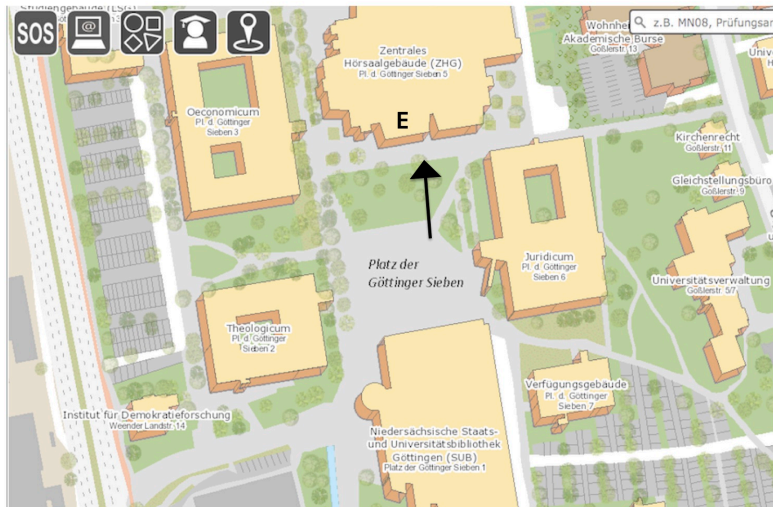 Studiengebäude (LSG)
SOS
@
z.B. MN08, Prüfungsam
Wohnhe
Akademische Burse
Goßlerstr. 13
Univer
Zentrales
Hörsaalgebäude (ZHG)
Pl. d. Göttinger Sieben 5
E
Oeconomicum
Pl. d. Göttinger
Sieben 3
Kirchenrecht
Goßlerstr. 11
Gleichstellungsbüro,
Goßlerstr. 9
Platz der
Göttinger Sieben
Juridicum
Pl. d. Göttinger
Sieben 6
Universitätsverwaltung
Goßlerstr. 5/7
Theologicum
Pl. d. Göttinger
Sieben 2
Verfügungsgebäude
Pl. d. Göttinger
Sieben 7
Institut für Demokratieforschung
Weender Landstr. 14
Niedersächsische Staats-
und Universitätsbibliothek
Göttingen (SUB)
Platz der Göttinger Sieben 1